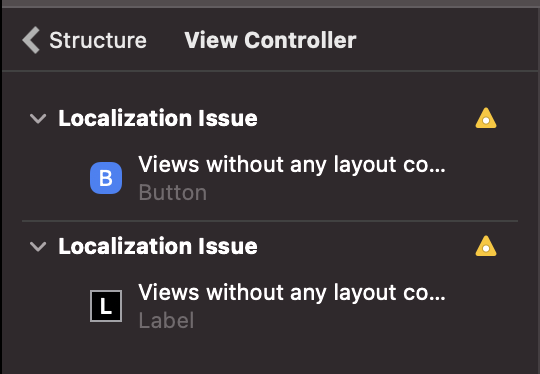 Structure View Controller
Localization Issue
B
Views without any layout co...
Button
Localization Issue
L
Views without any layout co...
Label